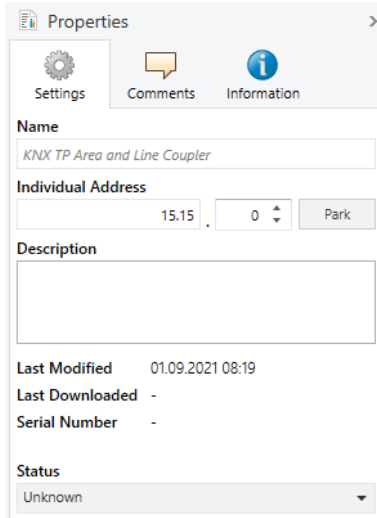 Properties
Settings Comments Information
Name
KNX TP Area and Line Coupler
Individual Address
15.15 . 0 Park
Description
Last Modified 01.09.2021 08:19
Last Downloaded -
Serial Number -
Status
Unknown